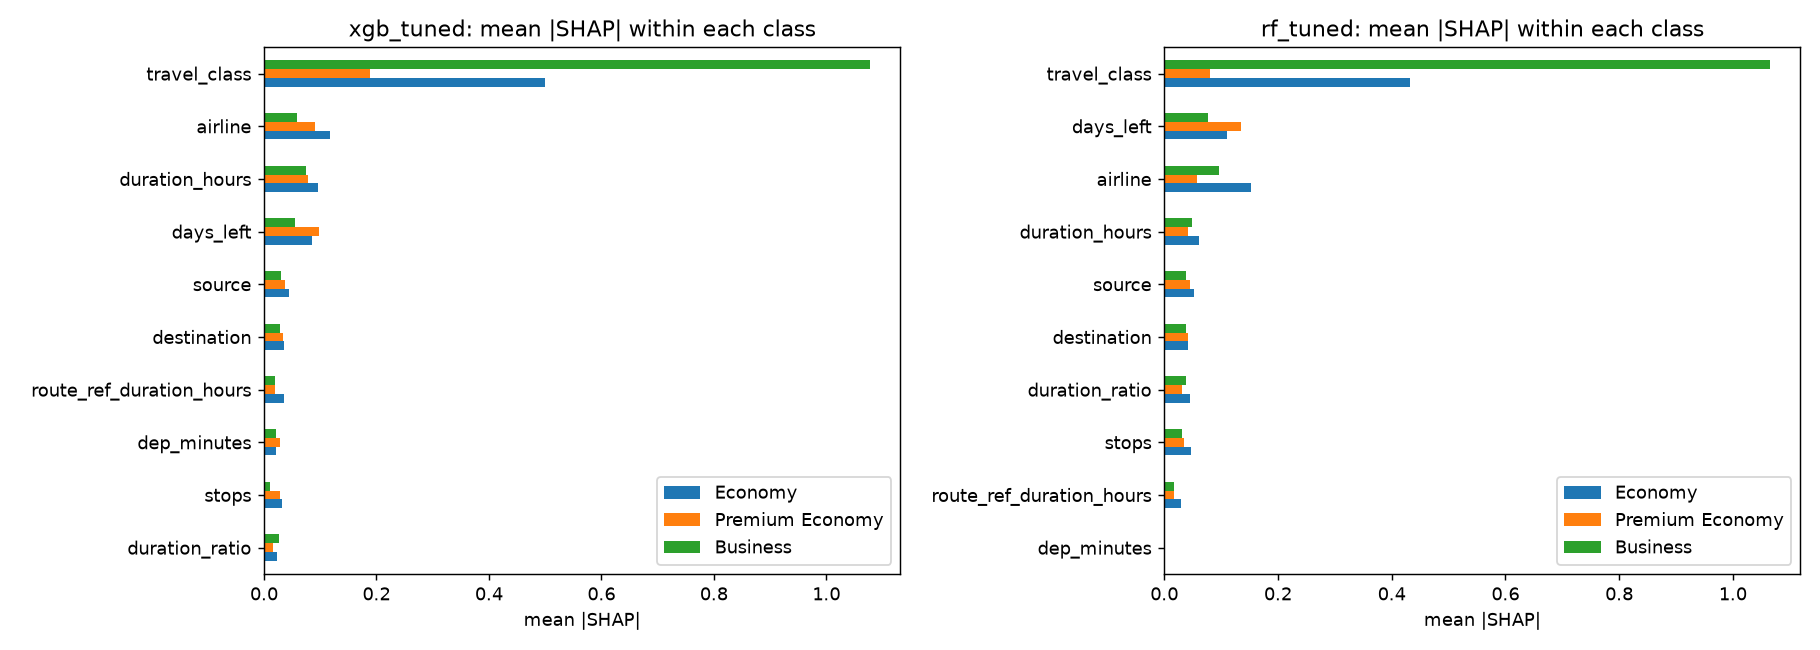 xgb_tuned: mean |SHAP| within each class
travel_class
airline
duration_hours
days_left
source
destination
route_ref_duration_hours
dep_minutes
stops
duration_ratio
Economy
Premium Economy
Business
0.0 0.2 0.4 0.6 0.8 1.0
mean |SHAP|
rf_tuned: mean |SHAP| within each class
travel_class
days_left
airline
duration_hours
source
destination
duration_ratio
stops
route_ref_duration_hours
dep_minutes
Economy
Premium Economy
Business
0.0 0.2 0.4 0.6 0.8 1.0
mean |SHAP|